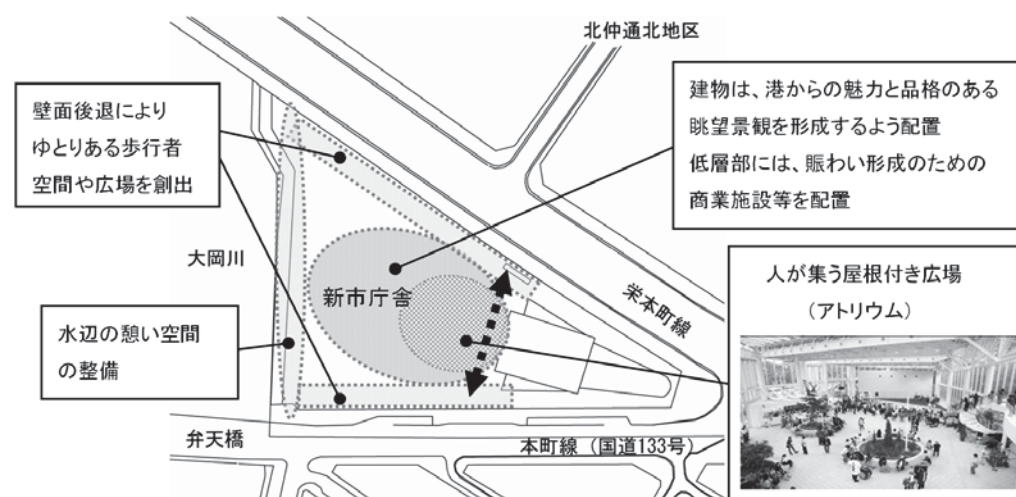 北仲通北地区
壁面後退により
ゆとりある歩行者
空間や広場を創出
建物は、港からの魅力と品格のある
眺望景観を形成するよう配置
低層部には、賑わい形成のための
商業施設等を配置
大岡川
新市庁舎
栄本町線
人が集う屋根付き広場
（アトリウム）
水辺の憩い空間
の整備
弁天橋
本町線（国道133号）